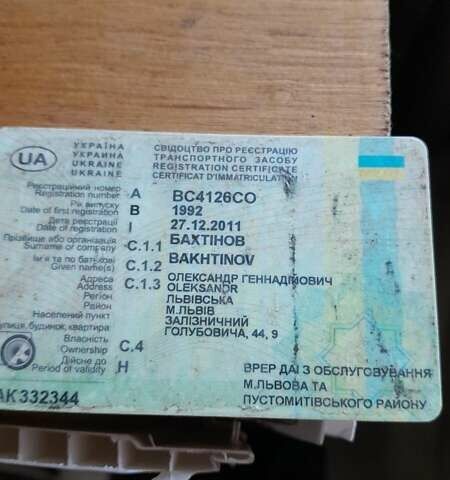 UA
УКРАЇНА
УКРАИНА
UKRAINE
UKRAINE
СВІДОЦТВО ПРО РЕЄСТРАЦІЮ
ТРАНСПОРТНОГО ЗАСОБУ
REGISTRATION CERTIFICATE
CERTIFICAT D'IMMATRICULATION
Реєстраційний номер
Registration number A BC4126CO
Рік випуску
Date of first registration B 1992
Дата реєстрації
Date of registration I 27.12.2011
Прізвище або організація
Surname or company C.1.1 БАХТІНОВ
BAKHTINOV
Ім'я та по батькові
Given name(s) C.1.2 ОЛЕКСАНДР ГЕННАДІЙОВИЧ
OLEKSANDR
Адреса
Address C.1.3 ЛЬВІВСЬКА
Регіон
Район М.ЛЬВІВ
Населений пункт ЗАЛІЗНИЧНИЙ
вулиця, будинок, квартира ГОЛУБОВИЧА, 44, 9
Власність
Ownership C.4
Дійсне до
Period of validity H
ВРЕР ДАІ З ОБСЛУГОВУВАННЯ
М.ЛЬВОВА ТА
ПУСТОМИТІВСЬКОГО РАЙОНУ
АК 332344